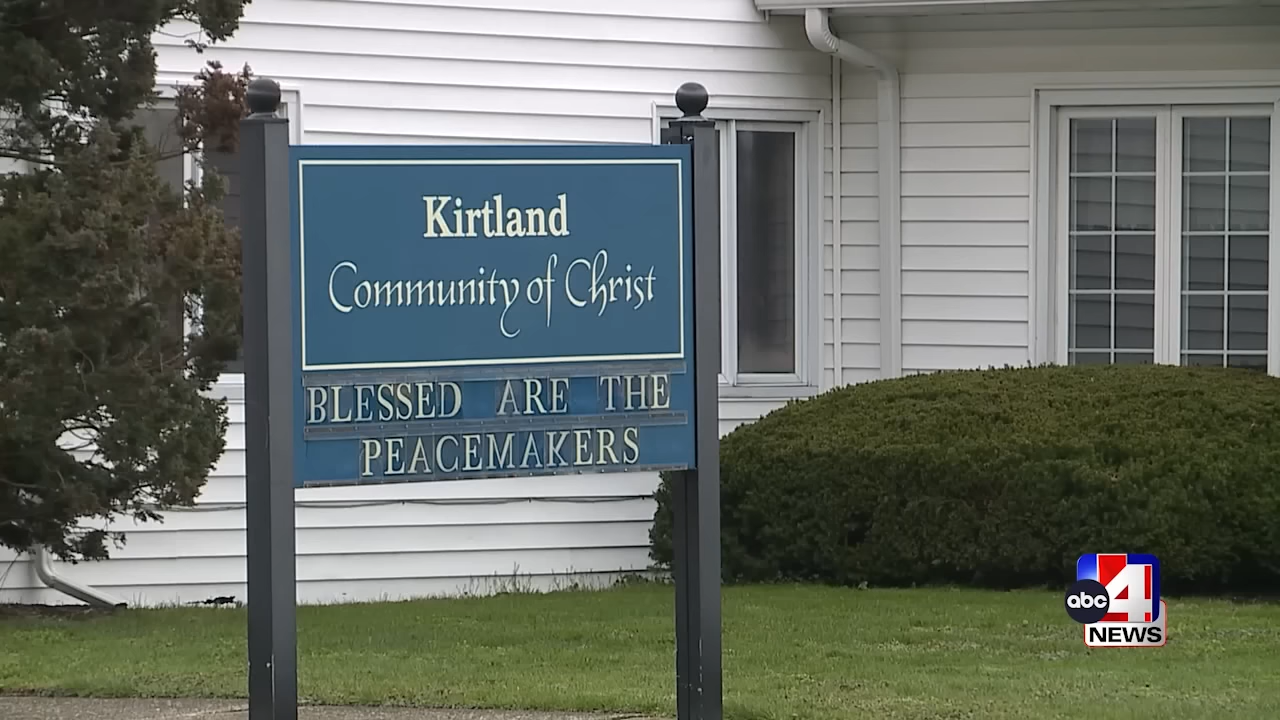 Kirtland
Community of Christ
BLESSED ARE THE
PEACEMAKERS
abc 4
NEWS